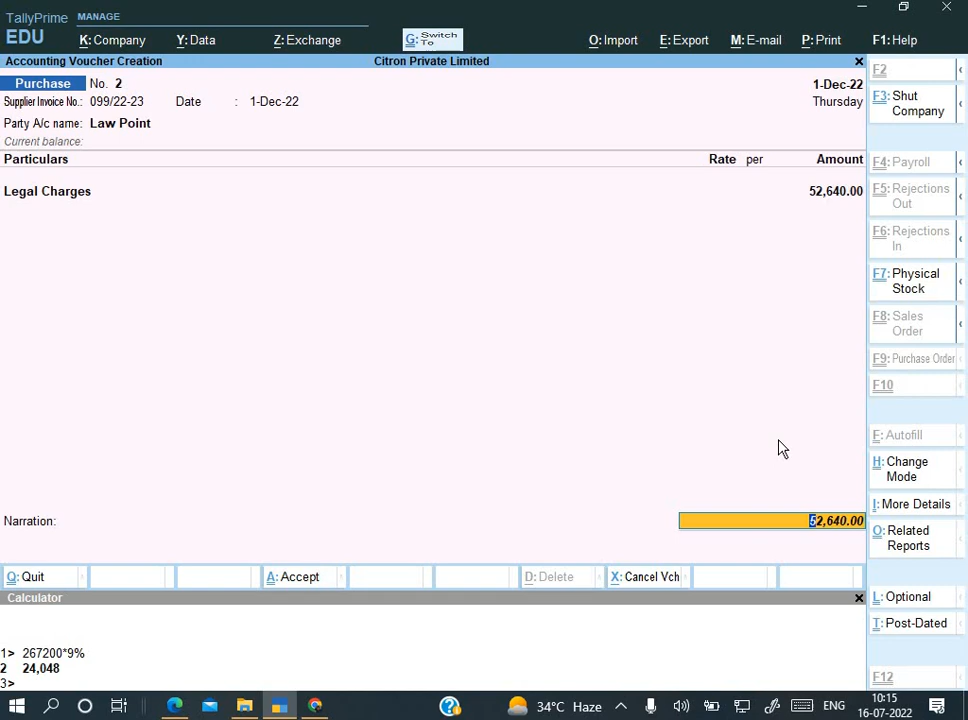 TallyPrime MANAGE
EDU K:Company Y:Data Z:Exchange G: Switch To O:Import E:Export M:E-mail P:Print F1:Help
Accounting Voucher Creation Citron Private Limited
Purchase No. 2 1-Dec-22
Supplier Invoice No.: 099/22-23 Date : 1-Dec-22 Thursday
Party A/c name: Law Point
Current balance:
Particulars Rate per Amount
Legal Charges 52,640.00
Narration: 52,640.00
Q: Quit A: Accept D: Delete X: Cancel Vch
Calculator
1> 267200*9%
2 24,048
3>
F2
F3: Shut
Company
F4: Payroll
F5: Rejections
Out
F6: Rejections
In
F7: Physical
Stock
F8: Sales
Order
F9: Purchase Order
F10
F: Autofill
H: Change
Mode
I: More Details
O: Related
Reports
L: Optional
T: Post-Dated
F12
34°C Haze ENG 10:15
16-07-2022